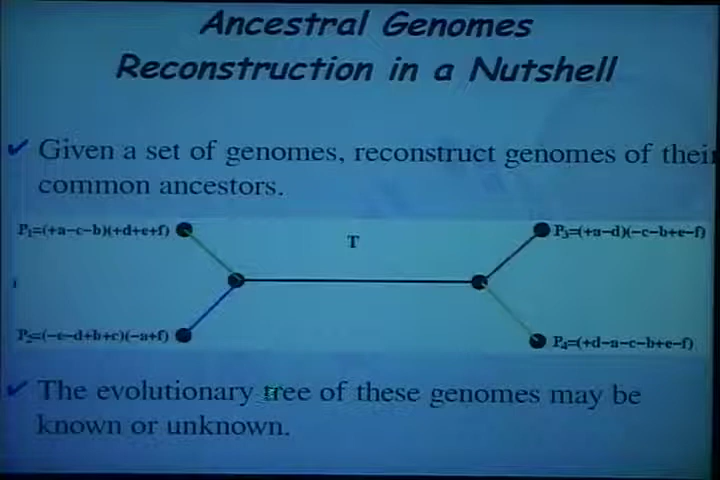 Ancestral Genomes
Reconstruction in a Nutshell
✔ Given a set of genomes, reconstruct genomes of their
common ancestors.
P₁=(+a−c−b)(+d+e+f)
T
P₃=(+a−d)(−c−b+e−f)
P₂=(−e−d+b+c)(−a+f)
P₄=(+d−a−c−b+e−f)
✔ The evolutionary tree of these genomes may be
known or unknown.